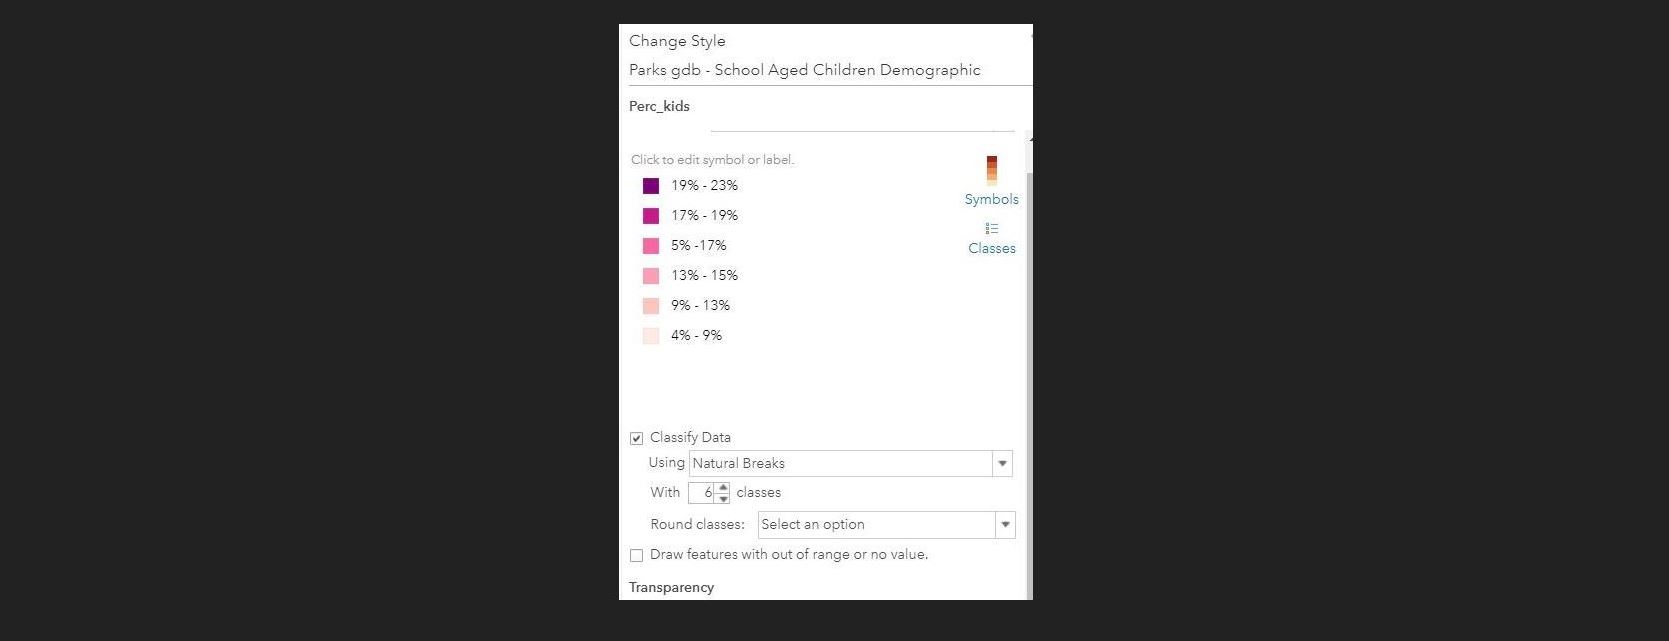 Change Style
Parks gdb - School Aged Children Demographic
Perc_kids
Click to edit symbol or label.
19% - 23%
17% - 19%
5% -17%
13% - 15%
9% - 13%
4% - 9%
Symbols
Classes
Classify Data
Using Natural Breaks
With 6 classes
Round classes: Select an option
Draw features with out of range or no value.
Transparency